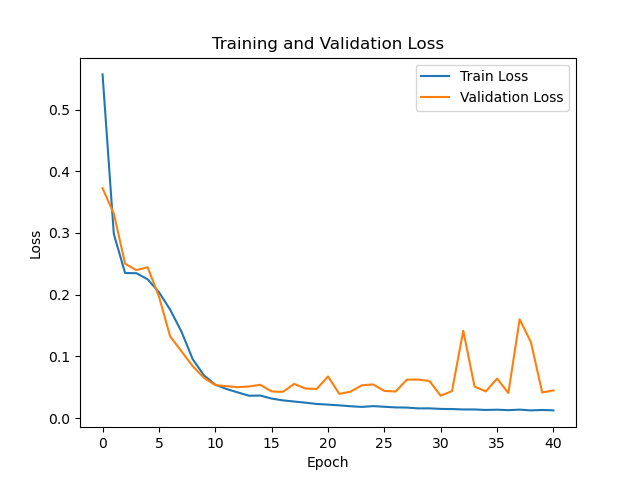 Training and Validation Loss
Train Loss
Validation Loss
0.5
0.4
0.3
0.2
0.1
0.0
Loss
0 5 10 15 20 25 30 35 40
Epoch